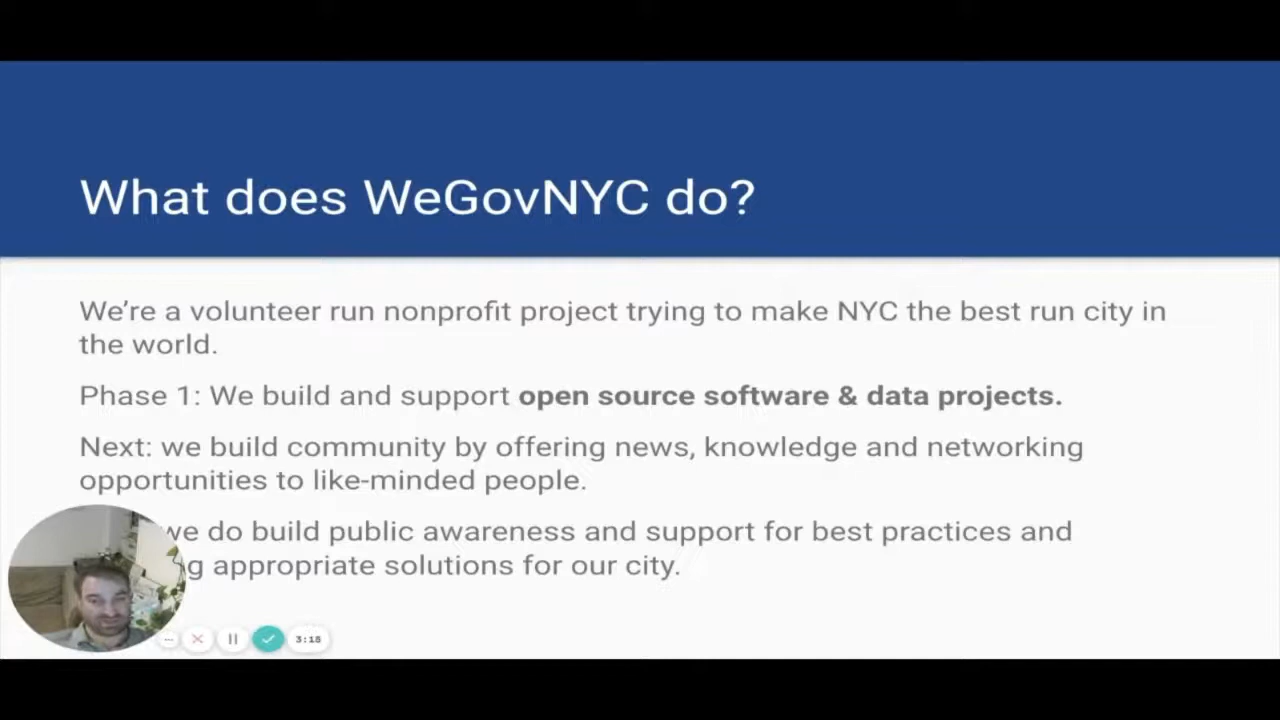 What does WeGovNYC do?
We're a volunteer run nonprofit project trying to make NYC the best run city in
the world.
Phase 1: We build and support open source software & data projects.
Next: we build community by offering news, knowledge and networking
opportunities to like-minded people.
we do build public awareness and support for best practices and
appropriate solutions for our city.
3:18